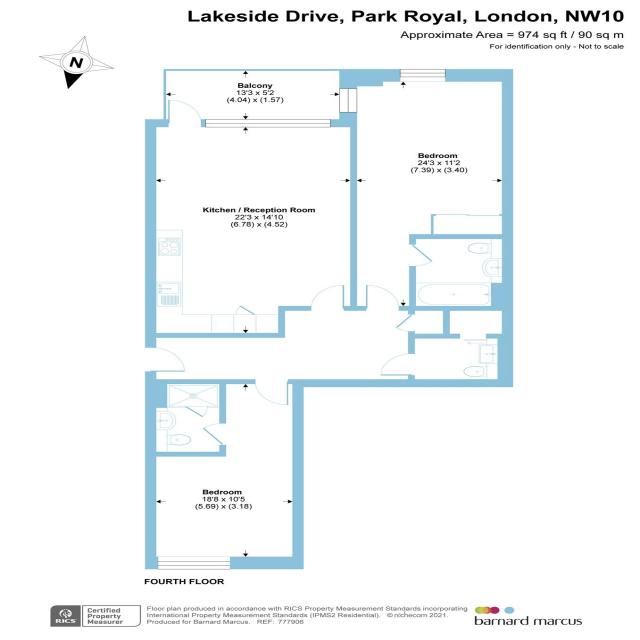 Lakeside Drive, Park Royal, London, NW10
Approximate Area = 974 sq ft / 90 sq m
For identification only - Not to scale
N
Balcony
13'3 x 5'2
(4.04) x (1.57)
Bedroom
24'3 x 11'2
(7.39) x (3.40)
Kitchen / Reception Room
22'3 x 14'10
(6.78) x (4.52)
Bedroom
18'8 x 10'5
(5.69) x (3.18)
FOURTH FLOOR
RICS
Certified
Property
Measurer
Floor plan produced in accordance with RICS Property Measurement Standards incorporating
International Property Measurement Standards (IPMS2 Residential). © nichecom 2021.
Produced for Barnard Marcus. REF: 777906
barnard marcus